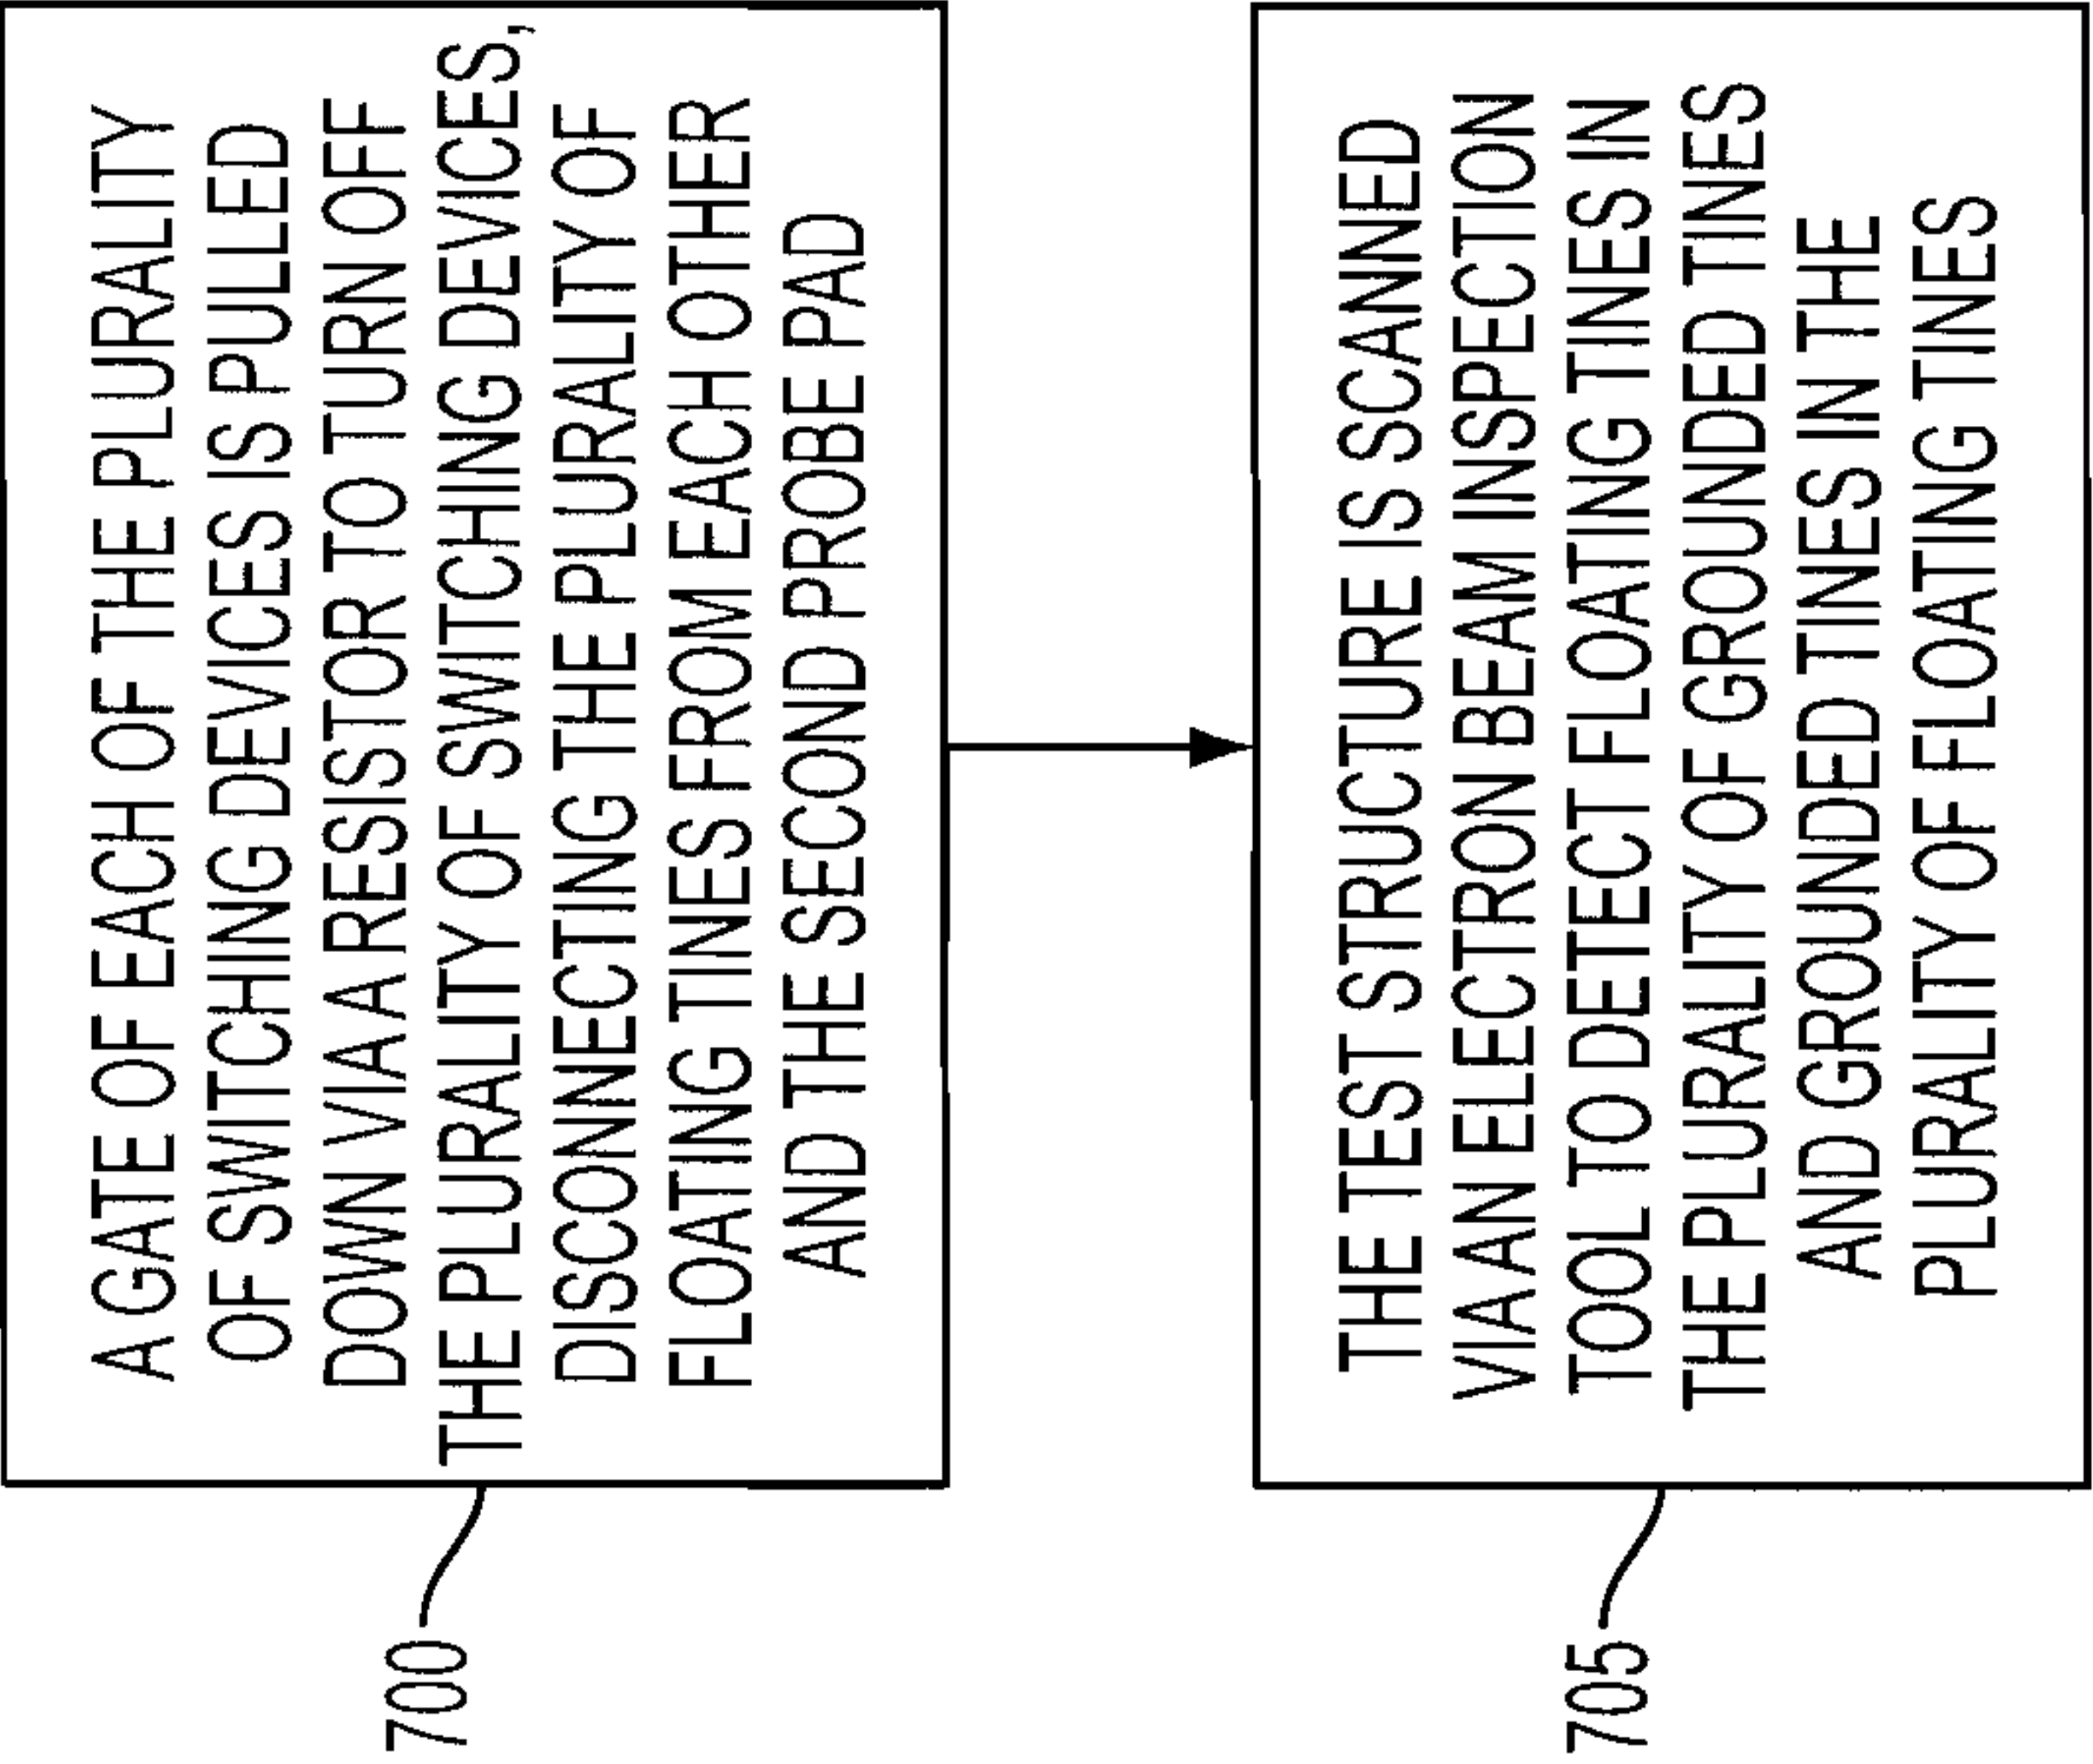 A GATE OF EACH OF THE PLURALITY
OF SWITCHING DEVICES IS PULLED
DOWN VIA A RESISTOR TO TURN OFF
THE PLURALITY OF SWITCHING DEVICES,
DISCONNECTING THE PLURALITY OF
FLOATING TINES FROM EACH OTHER
AND THE SECOND PROBE PAD
700
THE TEST STRUCTURE IS SCANNED
VIA AN ELECTRON BEAM INSPECTION
TOOL TO DETECT FLOATING TINES IN
THE PLURALITY OF GROUNDED TINES
AND GROUNDED TINES IN THE
PLURALITY OF FLOATING TINES
705